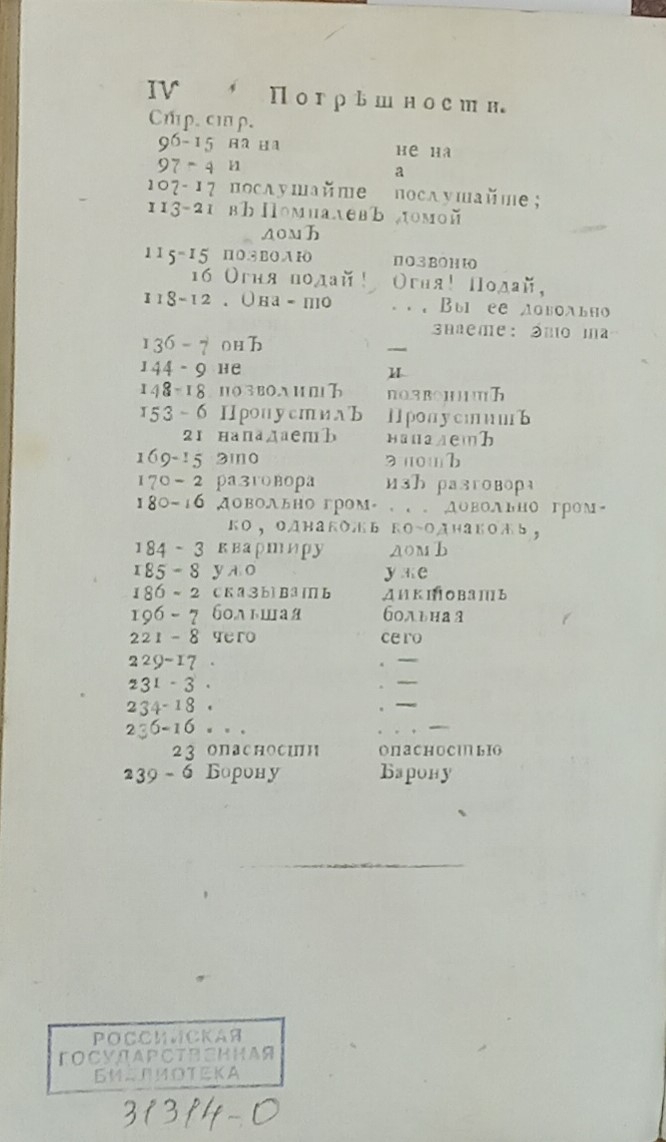 IV Погрѣшности.
Стр. стр.
96-15 на на не на
97-4 и а
107-17 послушайте послушайте;
113-21 въ Помпалевъ домой
домъ
115-15 позволю позвоню
16 Огня подай! Огня! Подай,
118-12 . Она-то ... Вы ее довольно
знаете: это та-
136-7 онъ —
144-9 не и
148-18 позволитъ позвонитъ
153-6 Пропустилъ Пропуститъ
21 нападаетъ нападетъ
169-15 это этотъ
170-2 разговора изъ разговора
180-16 довольно гром- ... довольно гром-
ко, однакожъ ко-однакожъ,
184-3 квартиру домъ
185-8 ухо уже
186-2 сказывать диктовать
196-7 большая больная
221-8 чего сего
229-17 . . —
231-3 . . —
234-18 . . —
236-16 ... ... —
23 опасности опасностью
239-6 Борону Барону
РОССИЙСКАЯ
ГОСУДАРСТВЕННАЯ
БИБЛИОТЕКА
31314-0